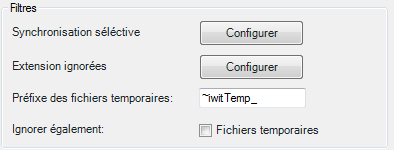 Filtres
Synchronisation séléctive Configurer
Extension ignorées Configurer
Préfixe des fichiers temporaires: ~iwitTemp_
Ignorer également: Fichiers temporaires